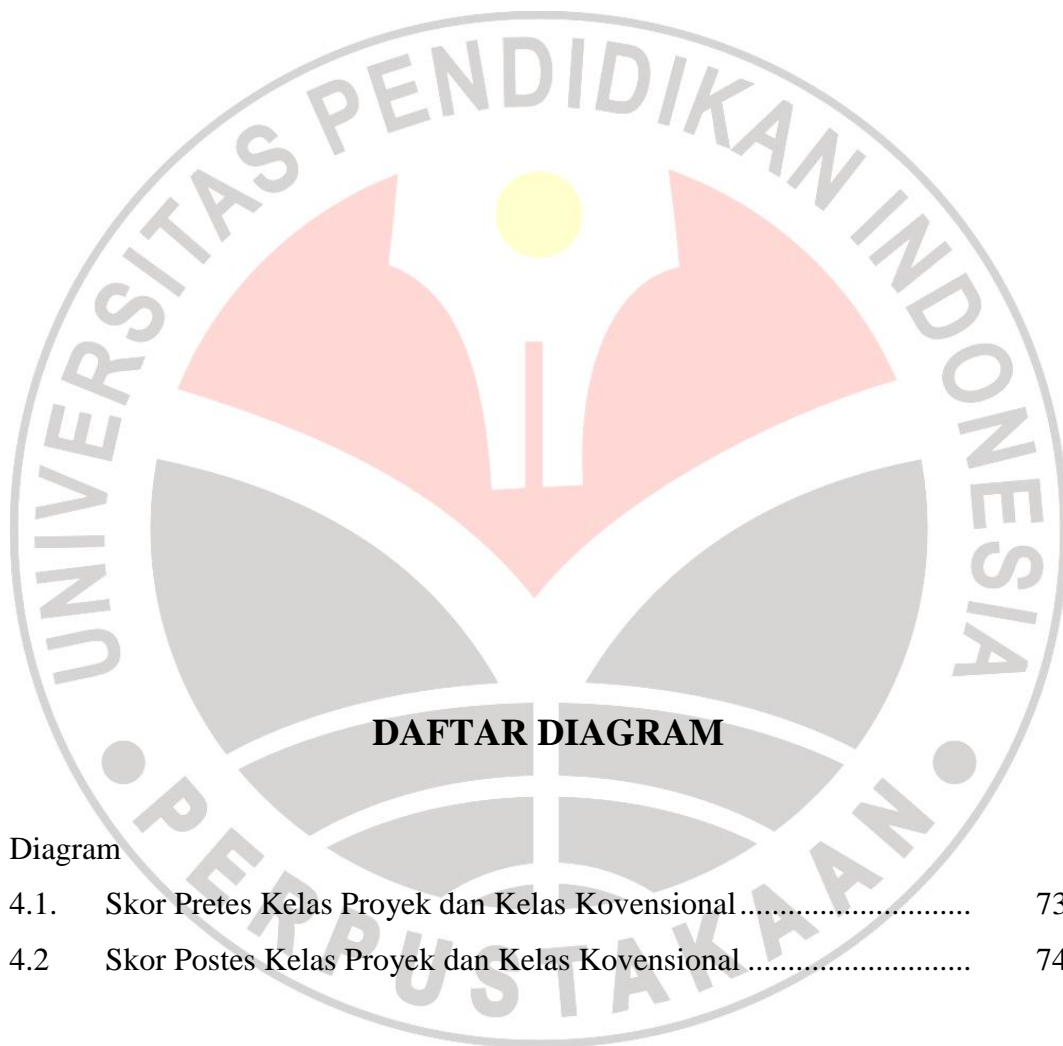 UNIVERSITAS PENDIDIKAN INDONESIA
• PERPUSTAKAAN •
DAFTAR DIAGRAM
Diagram
4.1. Skor Pretes Kelas Proyek dan Kelas Kovensional ............................ 73
4.2 Skor Postes Kelas Proyek dan Kelas Kovensional ........................... 74